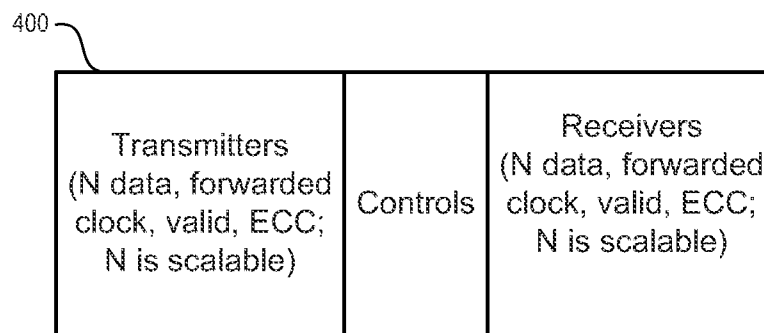 400
Transmitters
(N data, forwarded
clock, valid, ECC;
N is scalable)
Controls
Receivers
(N data, forwarded
clock, valid, ECC;
N is scalable)